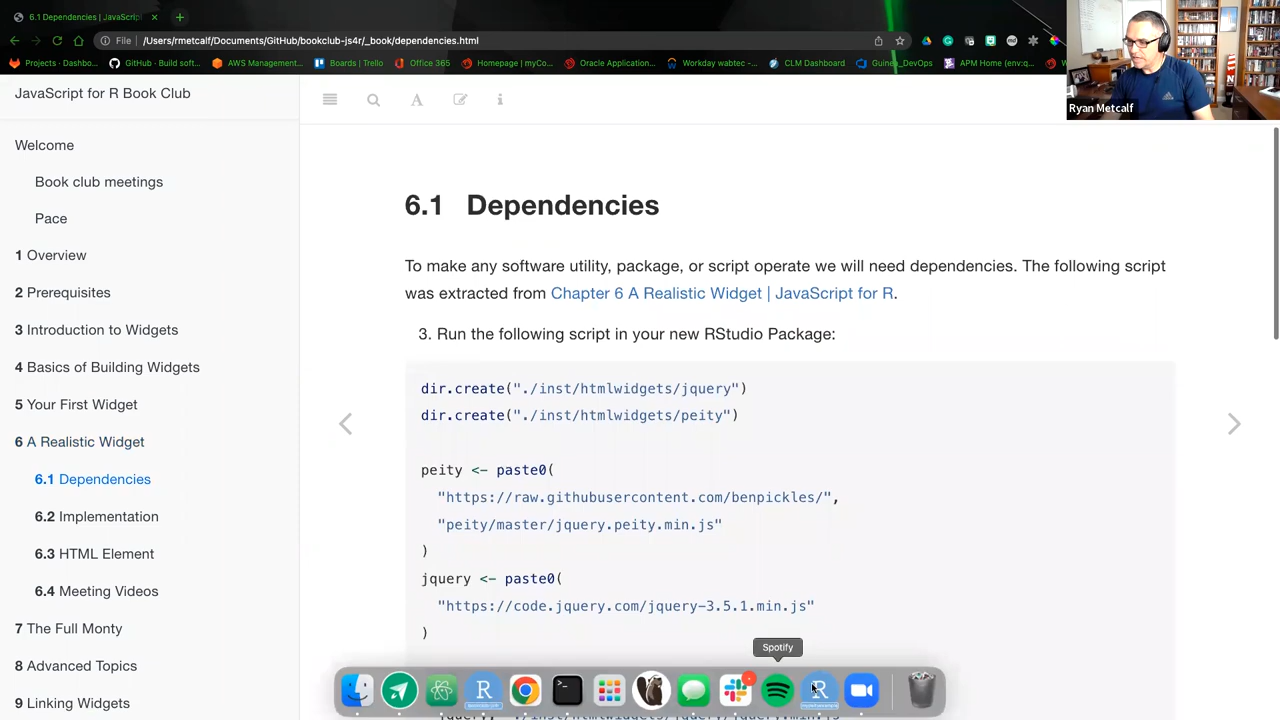 6.1 Dependencies | JavaScrip
File
/Users/rmetcalf/Documents/GitHub/bookclub-js4r/_book/dependencies.html
Projects · Dashbo...
GitHub · Build soft...
AWS Management...
Boards | Trello
Office 365
Homepage | myCo...
Oracle Application...
Workday wabtec -...
CLM Dashboard
Guinea_DevOps
APM Home (env:q...
Ryan Metcalf
JavaScript for R Book Club
Welcome
Book club meetings
Pace
1 Overview
2 Prerequisites
3 Introduction to Widgets
4 Basics of Building Widgets
5 Your First Widget
6 A Realistic Widget
6.1 Dependencies
6.2 Implementation
6.3 HTML Element
6.4 Meeting Videos
7 The Full Monty
8 Advanced Topics
9 Linking Widgets
6.1 Dependencies
To make any software utility, package, or script operate we will need dependencies. The following script
was extracted from Chapter 6 A Realistic Widget | JavaScript for R.
3. Run the following script in your new RStudio Package:
dir.create("./inst/htmlwidgets/jquery")
dir.create("./inst/htmlwidgets/peity")
peity <- paste0(
"https://raw.githubusercontent.com/benpickles/",
"peity/master/jquery.peity.min.js"
)
jquery <- paste0(
"https://code.jquery.com/jquery-3.5.1.min.js"
)
Spotify